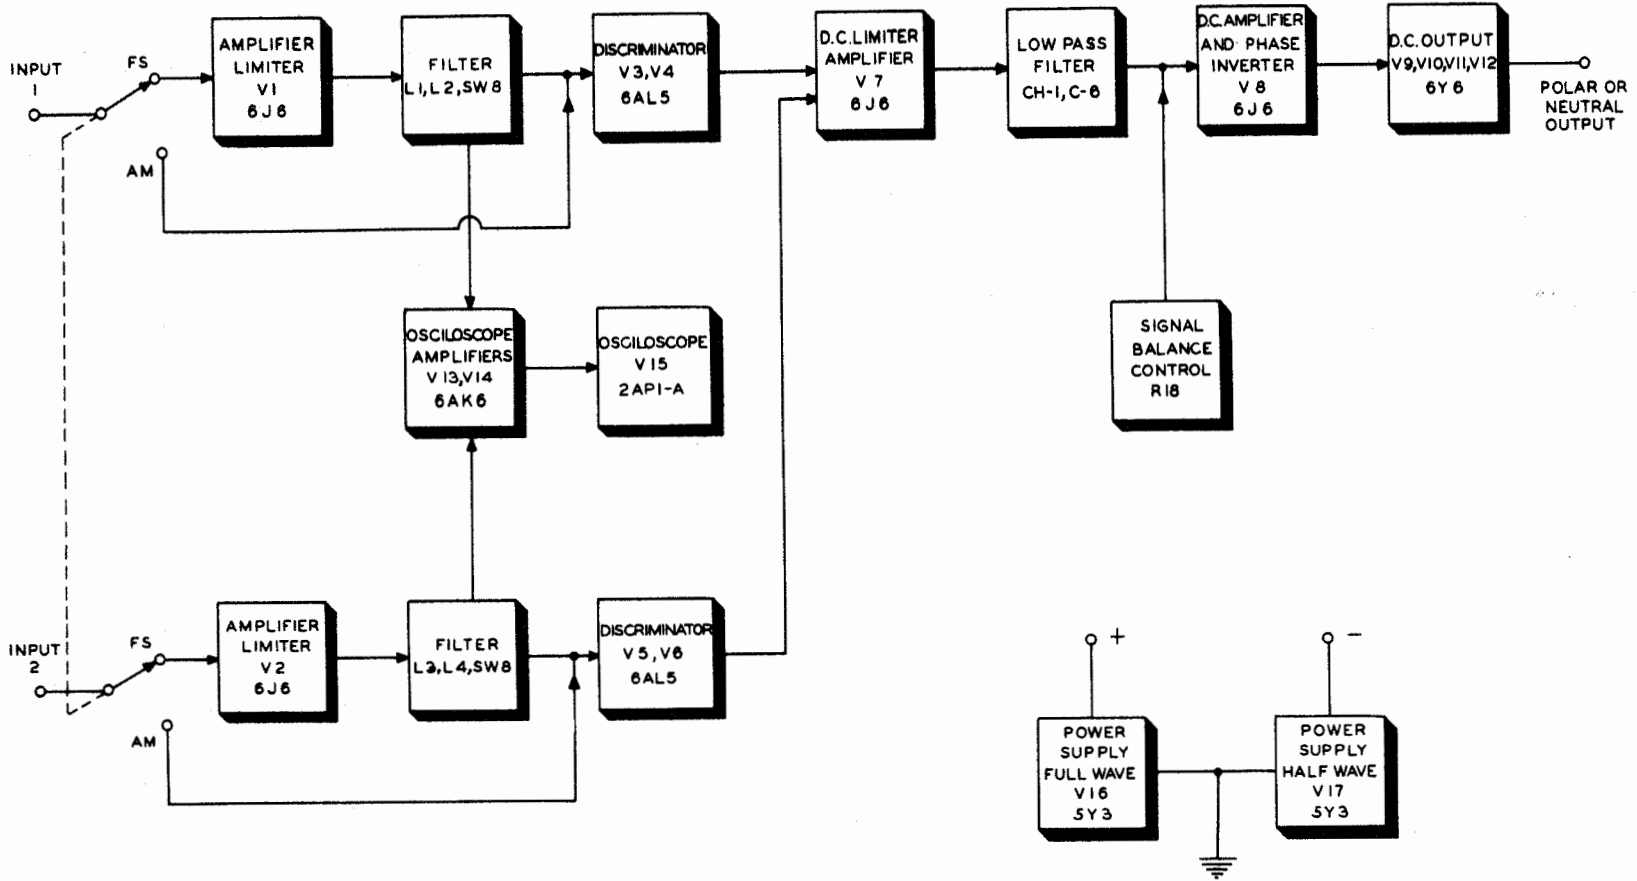 INPUT
1
FS
AM
AMPLIFIER
LIMITER
V1
6J6
FILTER
L1,L2,SW8
DISCRIMINATOR
V3,V4
6AL5
D.C.LIMITER
AMPLIFIER
V7
6J6
LOW PASS
FILTER
CH-1,C-6
D.C.AMPLIFIER
AND PHASE
INVERTER
V8
6J6
D.C.OUTPUT
V9,V10,V11,V12
6Y6
POLAR OR
NEUTRAL
OUTPUT
OSCILOSCOPE
AMPLIFIERS
V13,V14
6AK6
OSCILOSCOPE
V15
2AP1-A
SIGNAL
BALANCE
CONTROL
R18
INPUT
2
FS
AM
AMPLIFIER
LIMITER
V2
6J6
FILTER
L3,L4,SW8
DISCRIMINATOR
V5,V6
6AL5
+
POWER
SUPPLY
FULL WAVE
V16
5Y3
-
POWER
SUPPLY
HALF WAVE
V17
5Y3